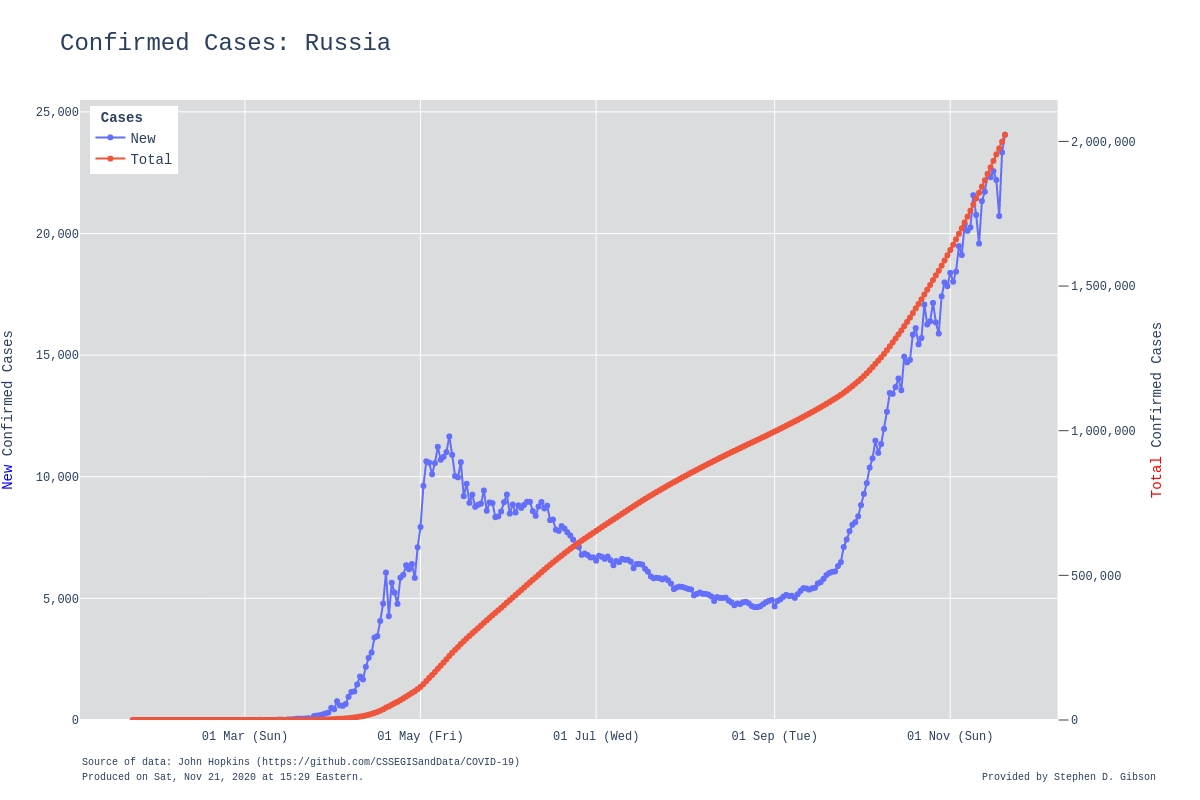 Confirmed Cases: Russia
Cases
New
Total
25,000
20,000
15,000
10,000
5,000
0
New Confirmed Cases
2,000,000
1,500,000
1,000,000
500,000
0
Total Confirmed Cases
01 Mar (Sun)
01 May (Fri)
01 Jul (Wed)
01 Sep (Tue)
01 Nov (Sun)
Source of data: John Hopkins (https://github.com/CSSEGISandData/COVID-19)
Produced on Sat, Nov 21, 2020 at 15:29 Eastern.
Provided by Stephen D. Gibson